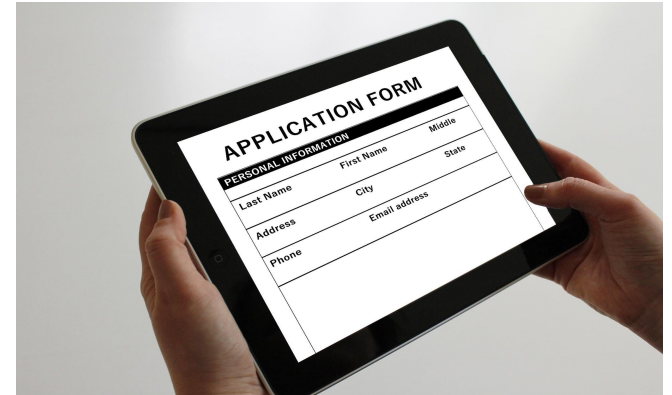 APPLICATION FORM
PERSONAL INFORMATION
Last Name First Name Middle
Address City State
Phone Email address